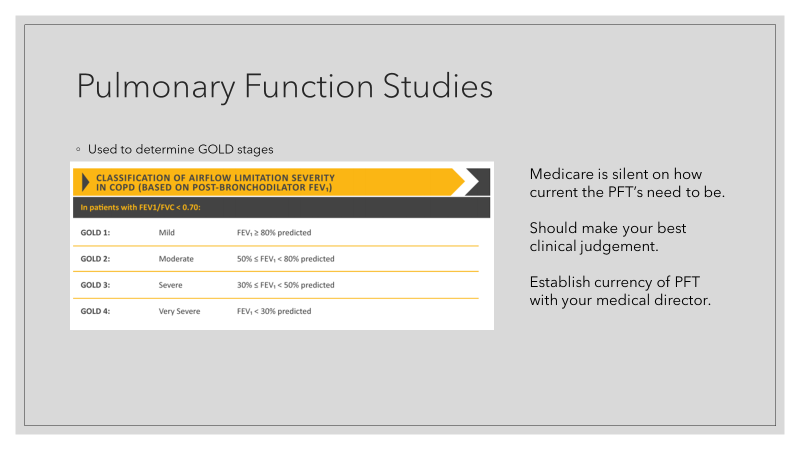 Pulmonary Function Studies
◦ Used to determine GOLD stages
CLASSIFICATION OF AIRFLOW LIMITATION SEVERITY
IN COPD (BASED ON POST-BRONCHODILATOR FEV₁)
In patients with FEV1/FVC < 0.70:
GOLD 1: Mild FEV₁ ≥ 80% predicted
GOLD 2: Moderate 50% ≤ FEV₁ < 80% predicted
GOLD 3: Severe 30% ≤ FEV₁ < 50% predicted
GOLD 4: Very Severe FEV₁ < 30% predicted
Medicare is silent on how
current the PFT’s need to be.
Should make your best
clinical judgement.
Establish currency of PFT
with your medical director.